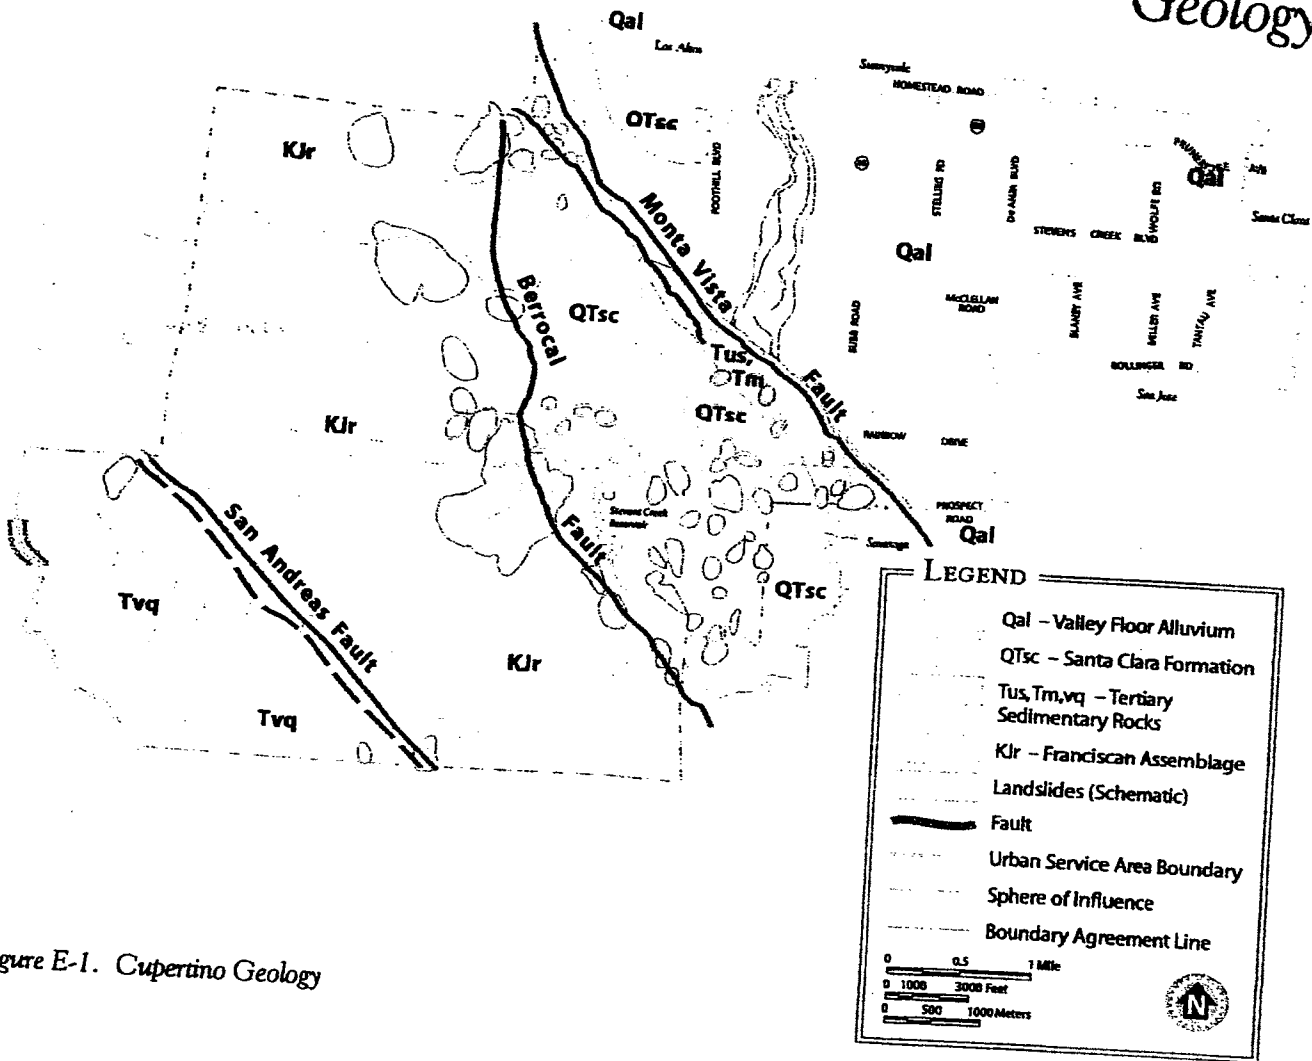 Geology
Qal
Los Altos
Sunnyvale
HOMESTEAD ROAD
QTsc
KJr
FOOTHILL BLVD
STELLING RD
De ANZA BLVD
WOLFE RD
Qal
Santa Clara
STEVENS CREEK BLVD
Monta Vista
Fault
Qal
Berrocal
Fault
QTsc
BUBB ROAD
McCLELLAN
ROAD
BLANEY AVE
MILLER AVE
TANTAU AVE
BOLLINGER RD
San Jose
Tus,
Tm
QTsc
KJr
RAINBOW DRIVE
PROSPECT
ROAD
Qal
Saratoga
Stevens Creek
Reservoir
San Andreas Fault
QTsc
Tvq
KJr
Tvq
LEGEND
Qal – Valley Floor Alluvium
QTsc – Santa Clara Formation
Tus,Tm,vq – Tertiary
Sedimentary Rocks
KJr – Franciscan Assemblage
Landslides (Schematic)
Fault
Urban Service Area Boundary
Sphere of Influence
Boundary Agreement Line
0 0.5 1 Mile
0 1000 3000 Feet
0 500 1000 Meters
N
gure E-1. Cupertino Geology